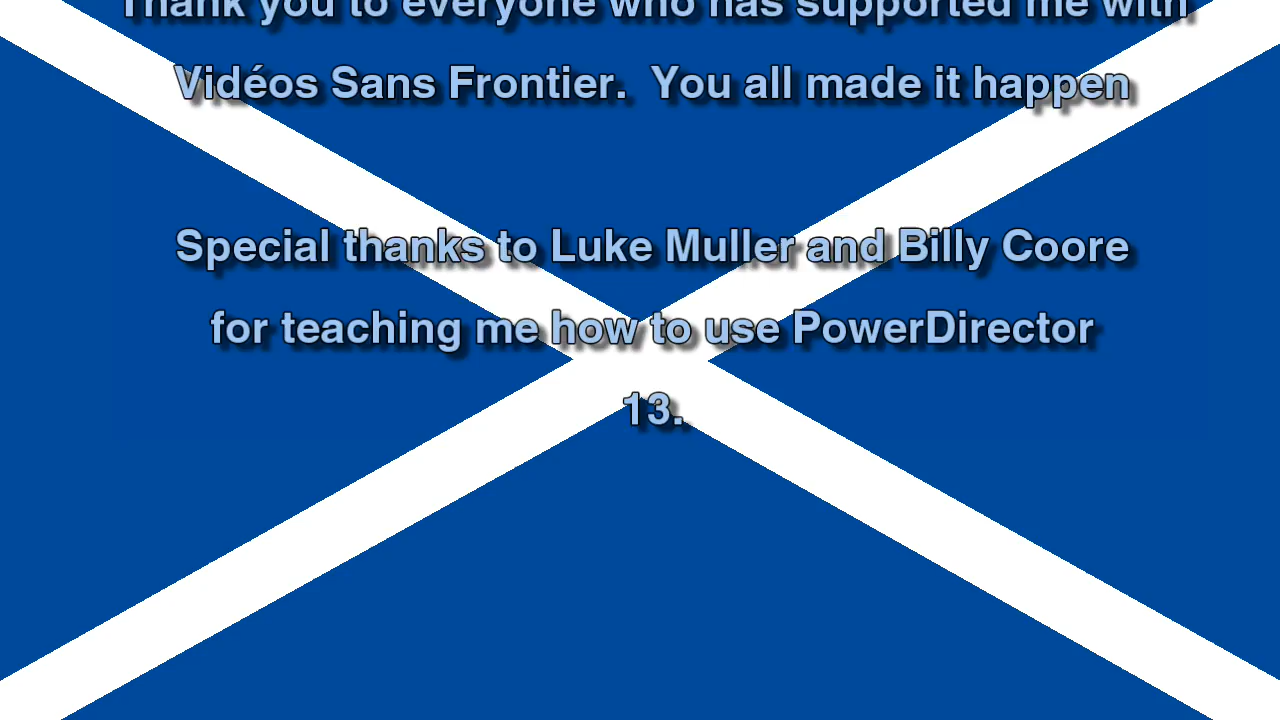 Thank you to everyone who has supported me with
Vidéos Sans Frontier.  You all made it happen
Special thanks to Luke Muller and Billy Coore
for teaching me how to use PowerDirector
13.